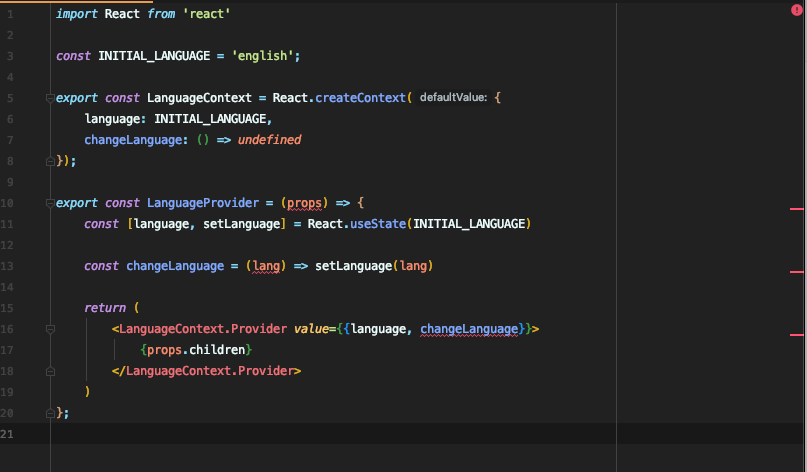 1 import React from 'react'
2
3 const INITIAL_LANGUAGE = 'english';
4
5 export const LanguageContext = React.createContext( defaultValue: {
6     language: INITIAL_LANGUAGE,
7     changeLanguage: () => undefined
8 });
9
10 export const LanguageProvider = (props) => {
11     const [language, setLanguage] = React.useState(INITIAL_LANGUAGE)
12
13     const changeLanguage = (lang) => setLanguage(lang)
14
15     return (
16         <LanguageContext.Provider value={{language, changeLanguage}}>
17             {props.children}
18         </LanguageContext.Provider>
19     )
20 };
21